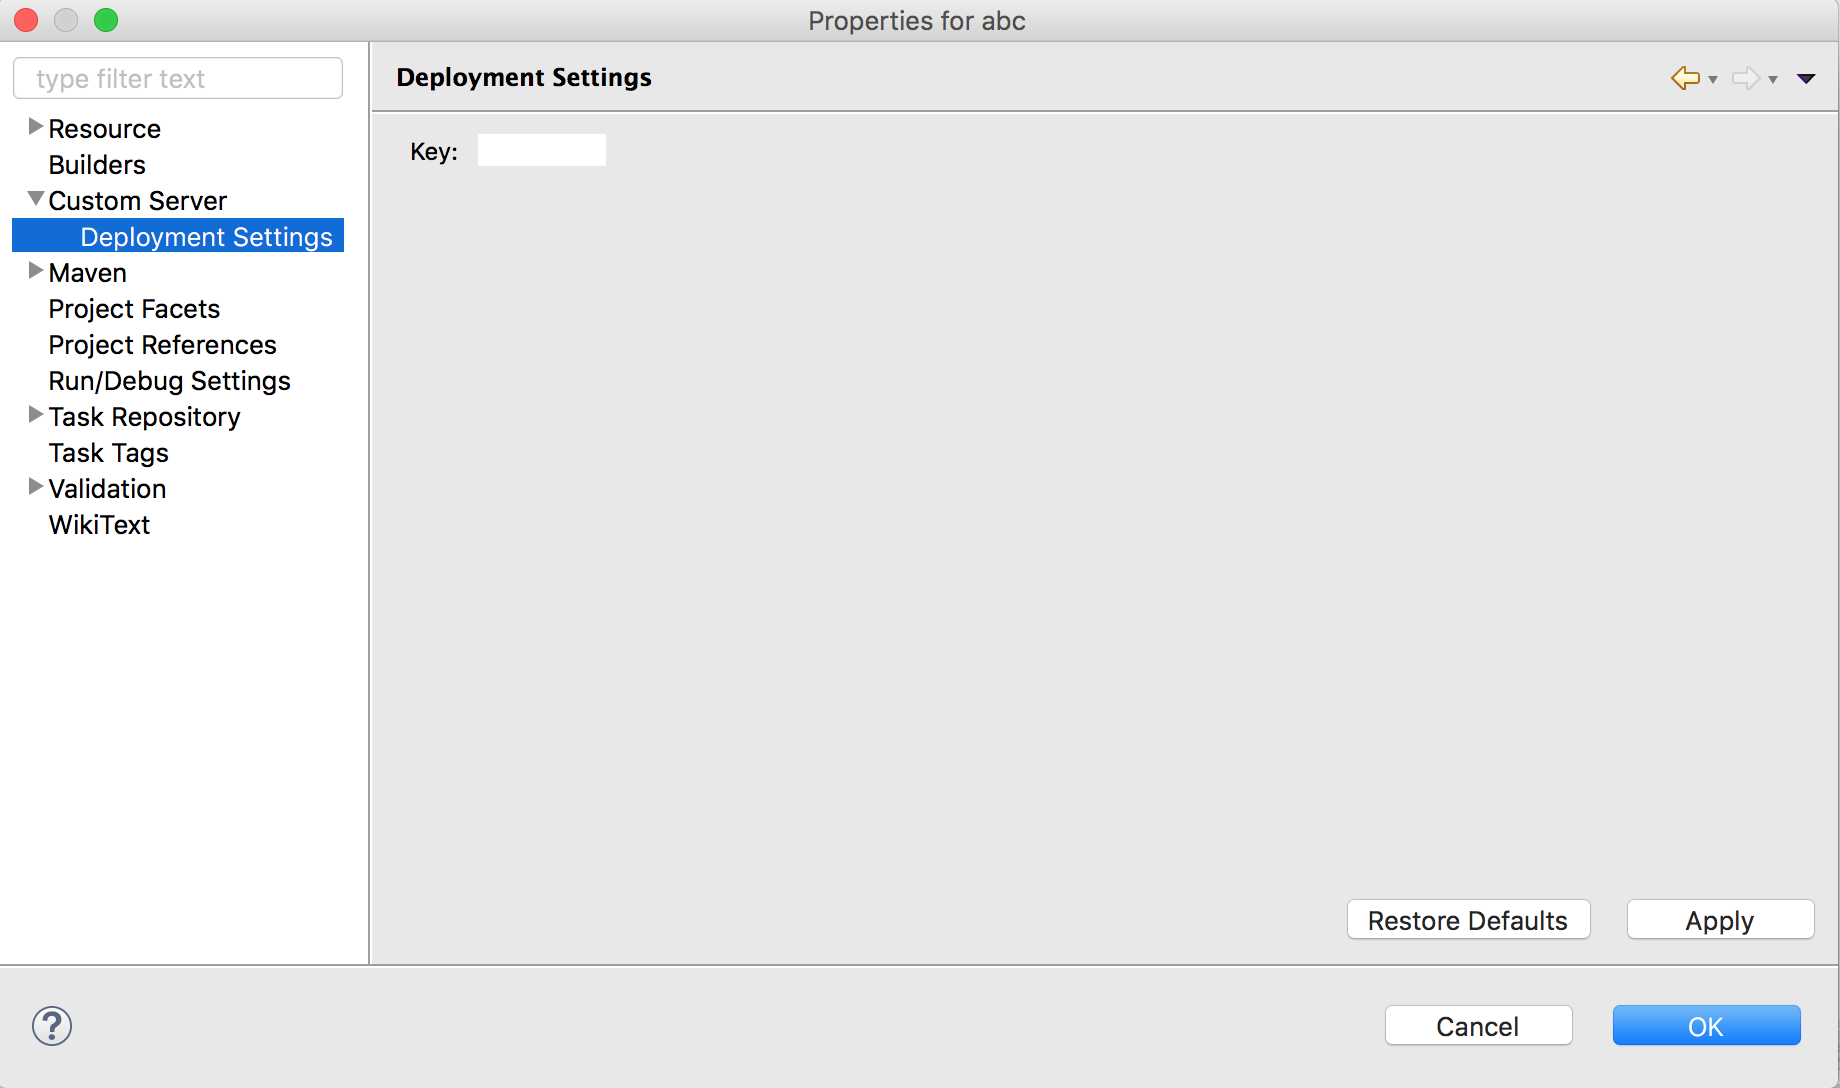 Properties for abc
type filter text
Resource
Builders
Custom Server
Deployment Settings
Maven
Project Facets
Project References
Run/Debug Settings
Task Repository
Task Tags
Validation
WikiText
Deployment Settings
Key:
Restore Defaults
Apply
?
Cancel
OK